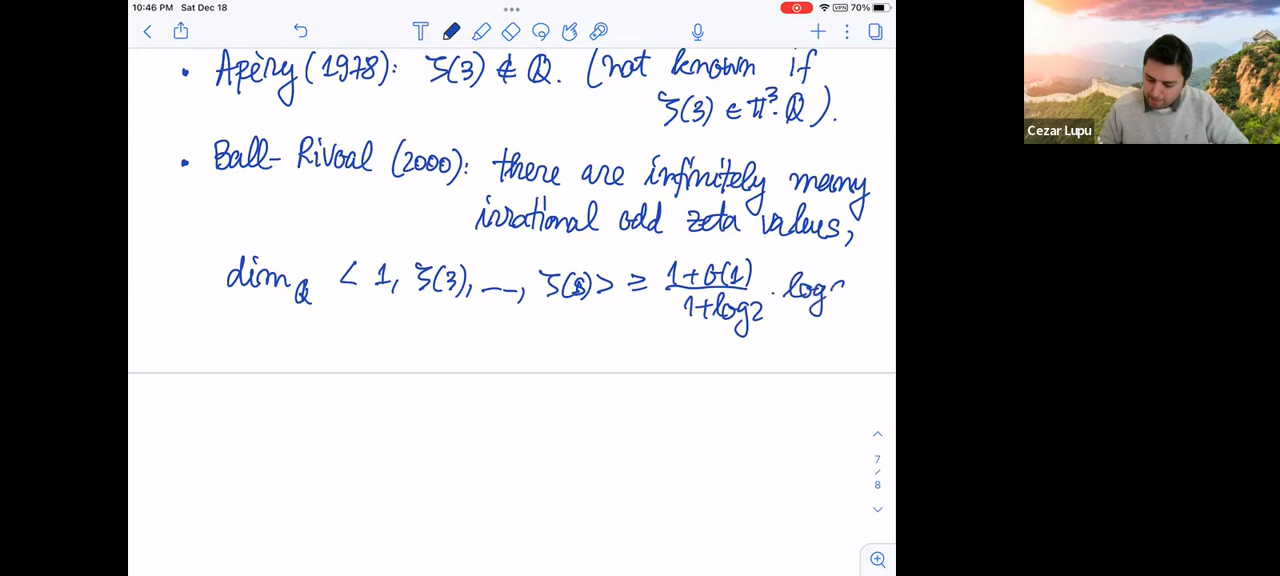 10:46 PM Sat Dec 18
VPN 70%
T
• Apèry (1978): ζ(3) ∉ Q. (not known if
ζ(3) ∈ π³·Q).
• Ball-Rivoal (2000): there are infinitely many
irrational odd zeta values,
dim_Q < 1, ζ(3), ---, ζ(s) > ≥ (1+o(1))/(1+log2) · log
7
/
8
Cezar Lupu